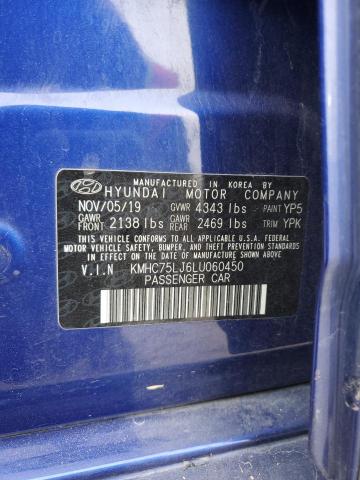 MANUFACTURED IN KOREA BY
HYUNDAI MOTOR COMPANY
NOV/05/19 GVWR 4343 lbs PAINT YP5
GAWR FRONT 2138 lbs GAWR REAR 2469 lbs TRIM YPK
THIS VEHICLE CONFORMS TO ALL APPLICABLE U.S.A. FEDERAL
MOTOR VEHICLE SAFETY, BUMPER, AND THEFT PREVENTION
STANDARDS IN EFFECT ON THE DATE OF MANUFACTURE SHOWN ABOVE.
V.I.N KMHC75LJ6LU060450
PASSENGER CAR